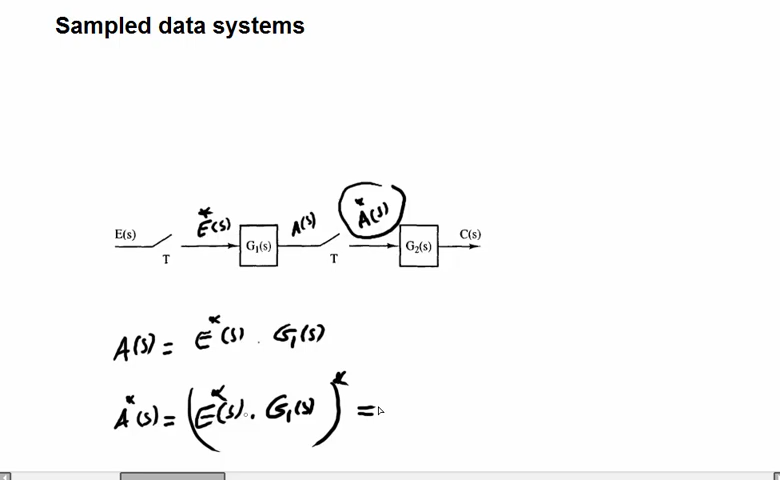 Sampled data systems
E*(s) A(s) A*(s)
E(s) G₁(s) G₂(s) C(s)
T T
A(s) = E*(s) . G₁(s)
A*(s) = (E*(s) . G₁(s))* =